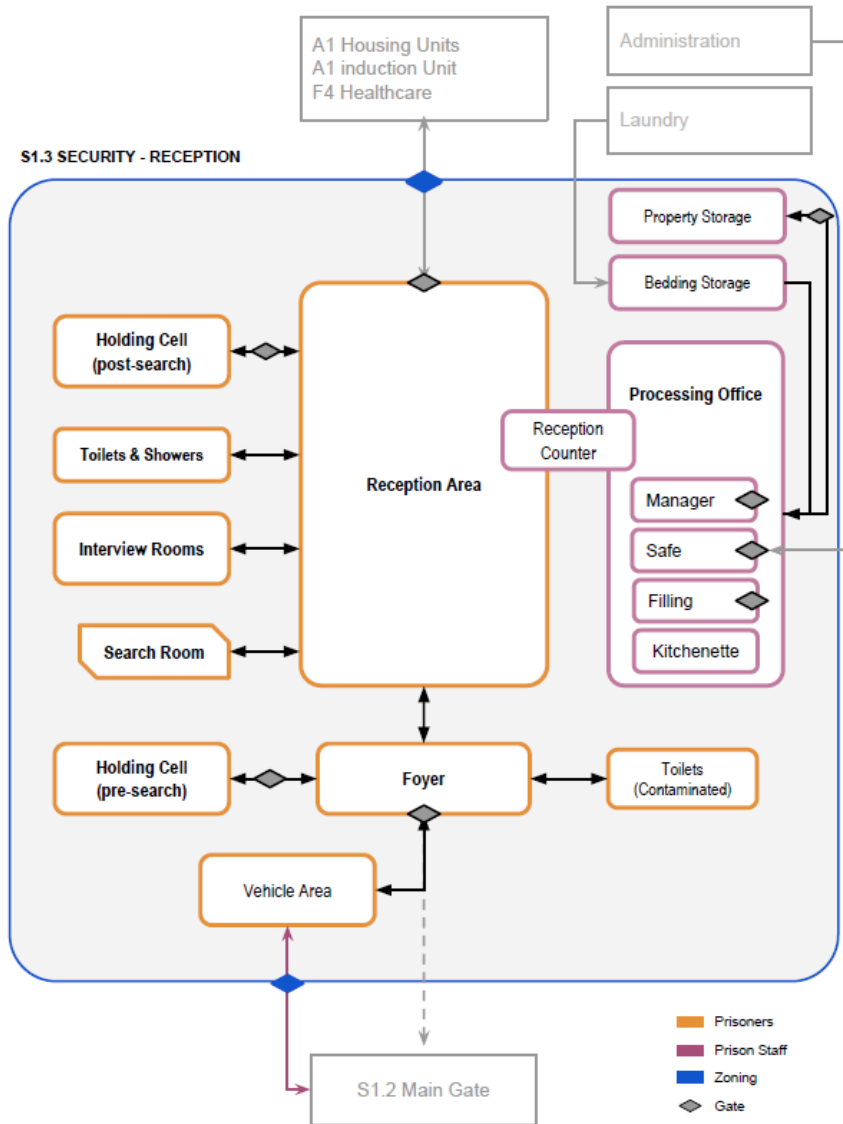 A1 Housing Units
A1 induction Unit
F4 Healthcare
Administration
Laundry
S1.3 SECURITY - RECEPTION
Property Storage
Bedding Storage
Holding Cell
(post-search)
Processing Office
Reception
Counter
Toilets & Showers
Reception Area
Manager
Interview Rooms
Safe
Filling
Search Room
Kitchenette
Holding Cell
(pre-search)
Foyer
Toilets
(Contaminated)
Vehicle Area
Prisoners
Prison Staff
Zoning
Gate
S1.2 Main Gate